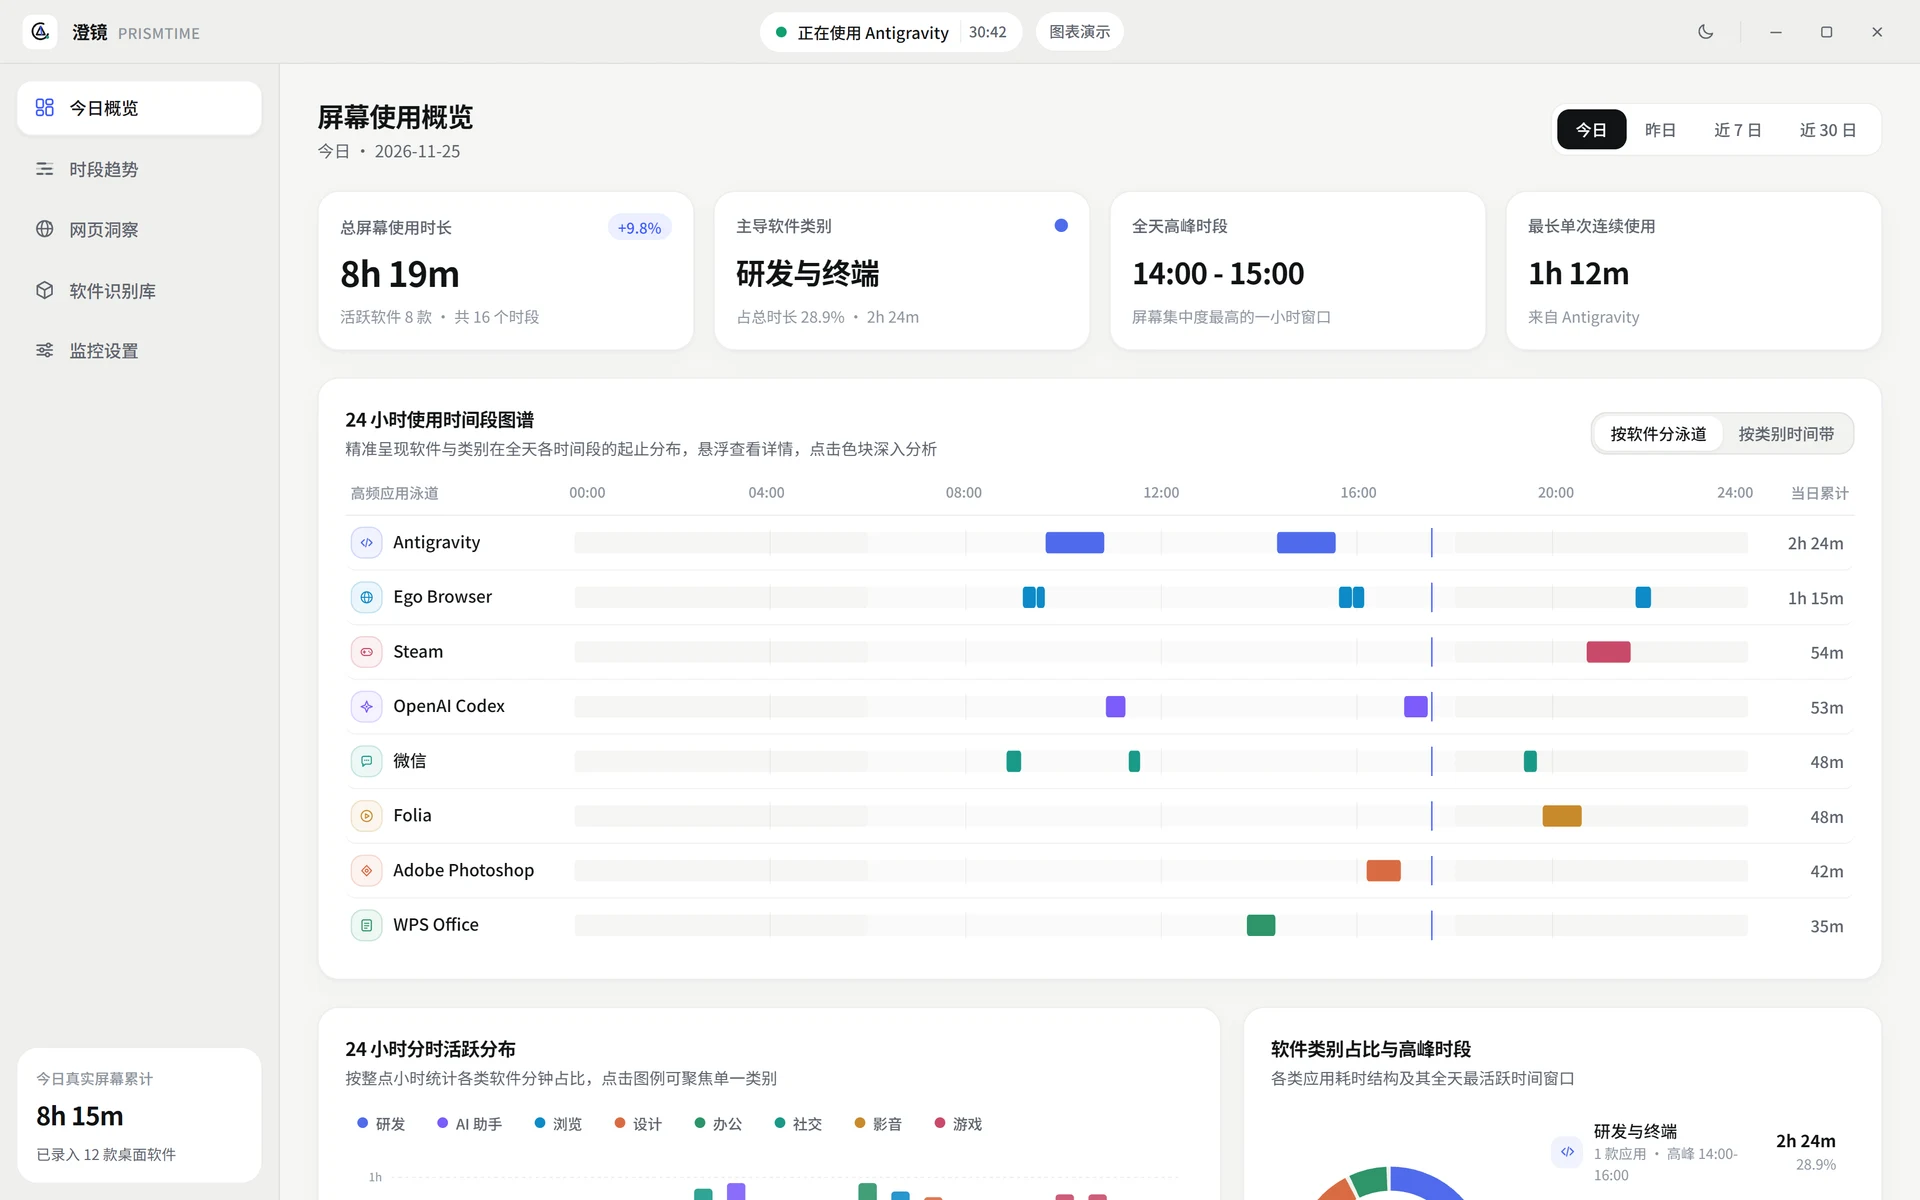 澄镜 PRISMTIME
正在使用 Antigravity 30:42
图表演示
今日概览
时段趋势
网页洞察
软件识别库
监控设置
今日真实屏幕累计
8h 15m
已录入 12 款桌面软件
屏幕使用概览
今日 • 2026-11-25
今日 昨日 近 7 日 近 30 日
总屏幕使用时长 +9.8%
8h 19m
活跃软件 8 款 • 共 16 个时段
主导软件类别
研发与终端
占总时长 28.9% • 2h 24m
全天高峰时段
14:00 - 15:00
屏幕集中度最高的一小时窗口
最长单次连续使用
1h 12m
来自 Antigravity
24 小时使用时间段图谱
精准呈现软件与类别在全天各时间段的起止分布，悬浮查看详情，点击色块深入分析
按软件分泳道 按类别时间带
高频应用泳道 00:00 04:00 08:00 12:00 16:00 20:00 24:00 当日累计
Antigravity 2h 24m
Ego Browser 1h 15m
Steam 54m
OpenAI Codex 53m
微信 48m
Folia 48m
Adobe Photoshop 42m
WPS Office 35m
24 小时分时活跃分布
按整点小时统计各类软件分钟占比，点击图例可聚焦单一类别
研发 AI 助手 浏览 设计 办公 社交 影音 游戏
1h
软件类别占比与高峰时段
各类应用耗时结构及其全天最活跃时间窗口
研发与终端
1 款应用 • 高峰 14:00-
16:00
2h 24m
28.9%